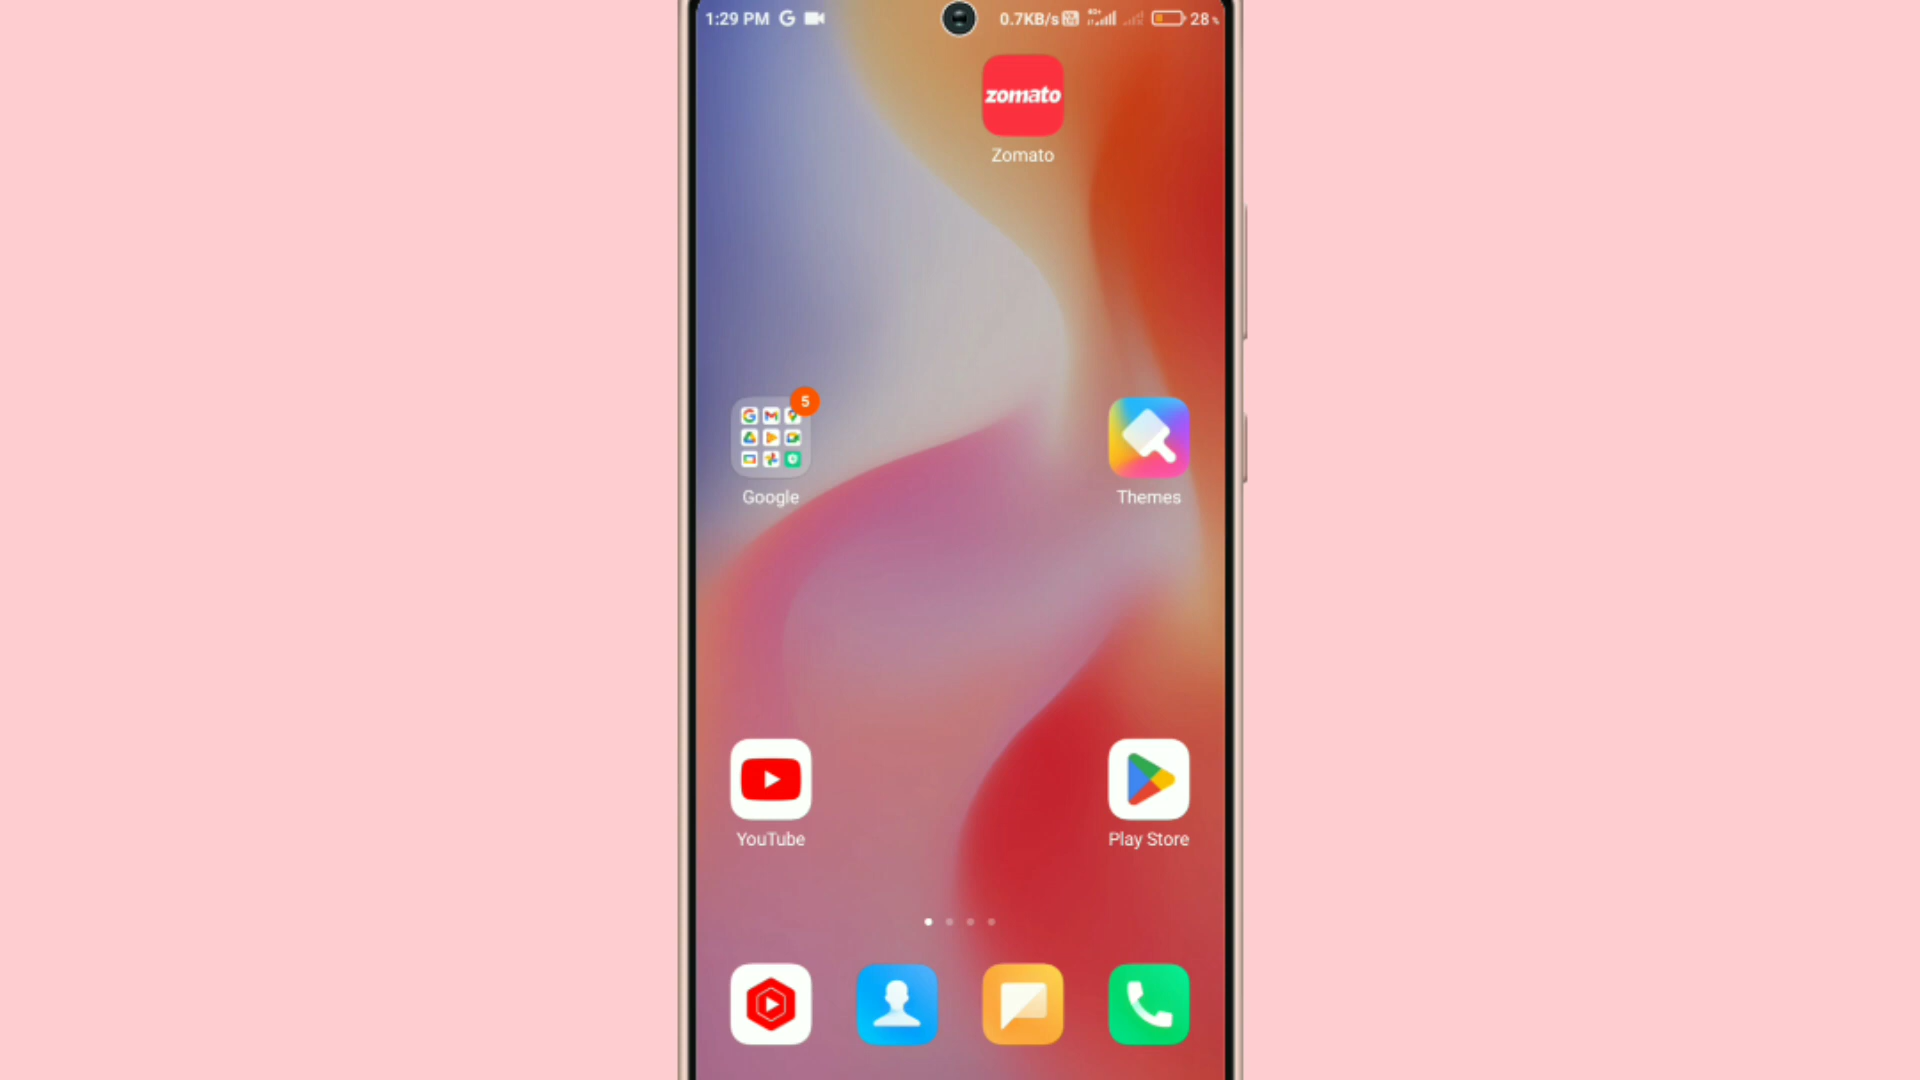 1:29 PM
0.7KB/s
28
zomato
Zomato
5
Google
Themes
YouTube
Play Store